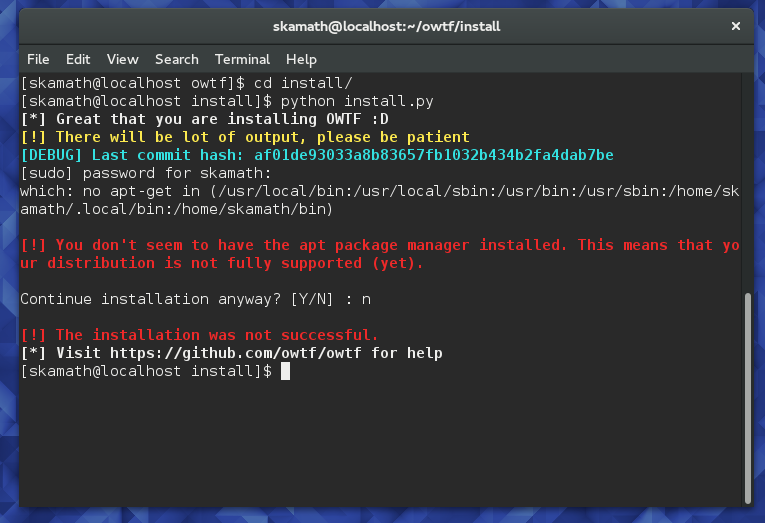 skamath@localhost:~/owtf/install
×
File Edit View Search Terminal Help
[skamath@localhost owtf]$ cd install/
[skamath@localhost install]$ python install.py
[*] Great that you are installing OWTF :D
[!] There will be lot of output, please be patient
[DEBUG] Last commit hash: af01de93033a8b83657fb1032b434b2fa4dab7be
[sudo] password for skamath:
which: no apt-get in (/usr/local/bin:/usr/local/sbin:/usr/bin:/usr/sbin:/home/sk
amath/.local/bin:/home/skamath/bin)
[!] You don't seem to have the apt package manager installed. This means that yo
ur distribution is not fully supported (yet).
Continue installation anyway? [Y/N] : n
[!] The installation was not successful.
[*] Visit https://github.com/owtf/owtf for help
[skamath@localhost install]$